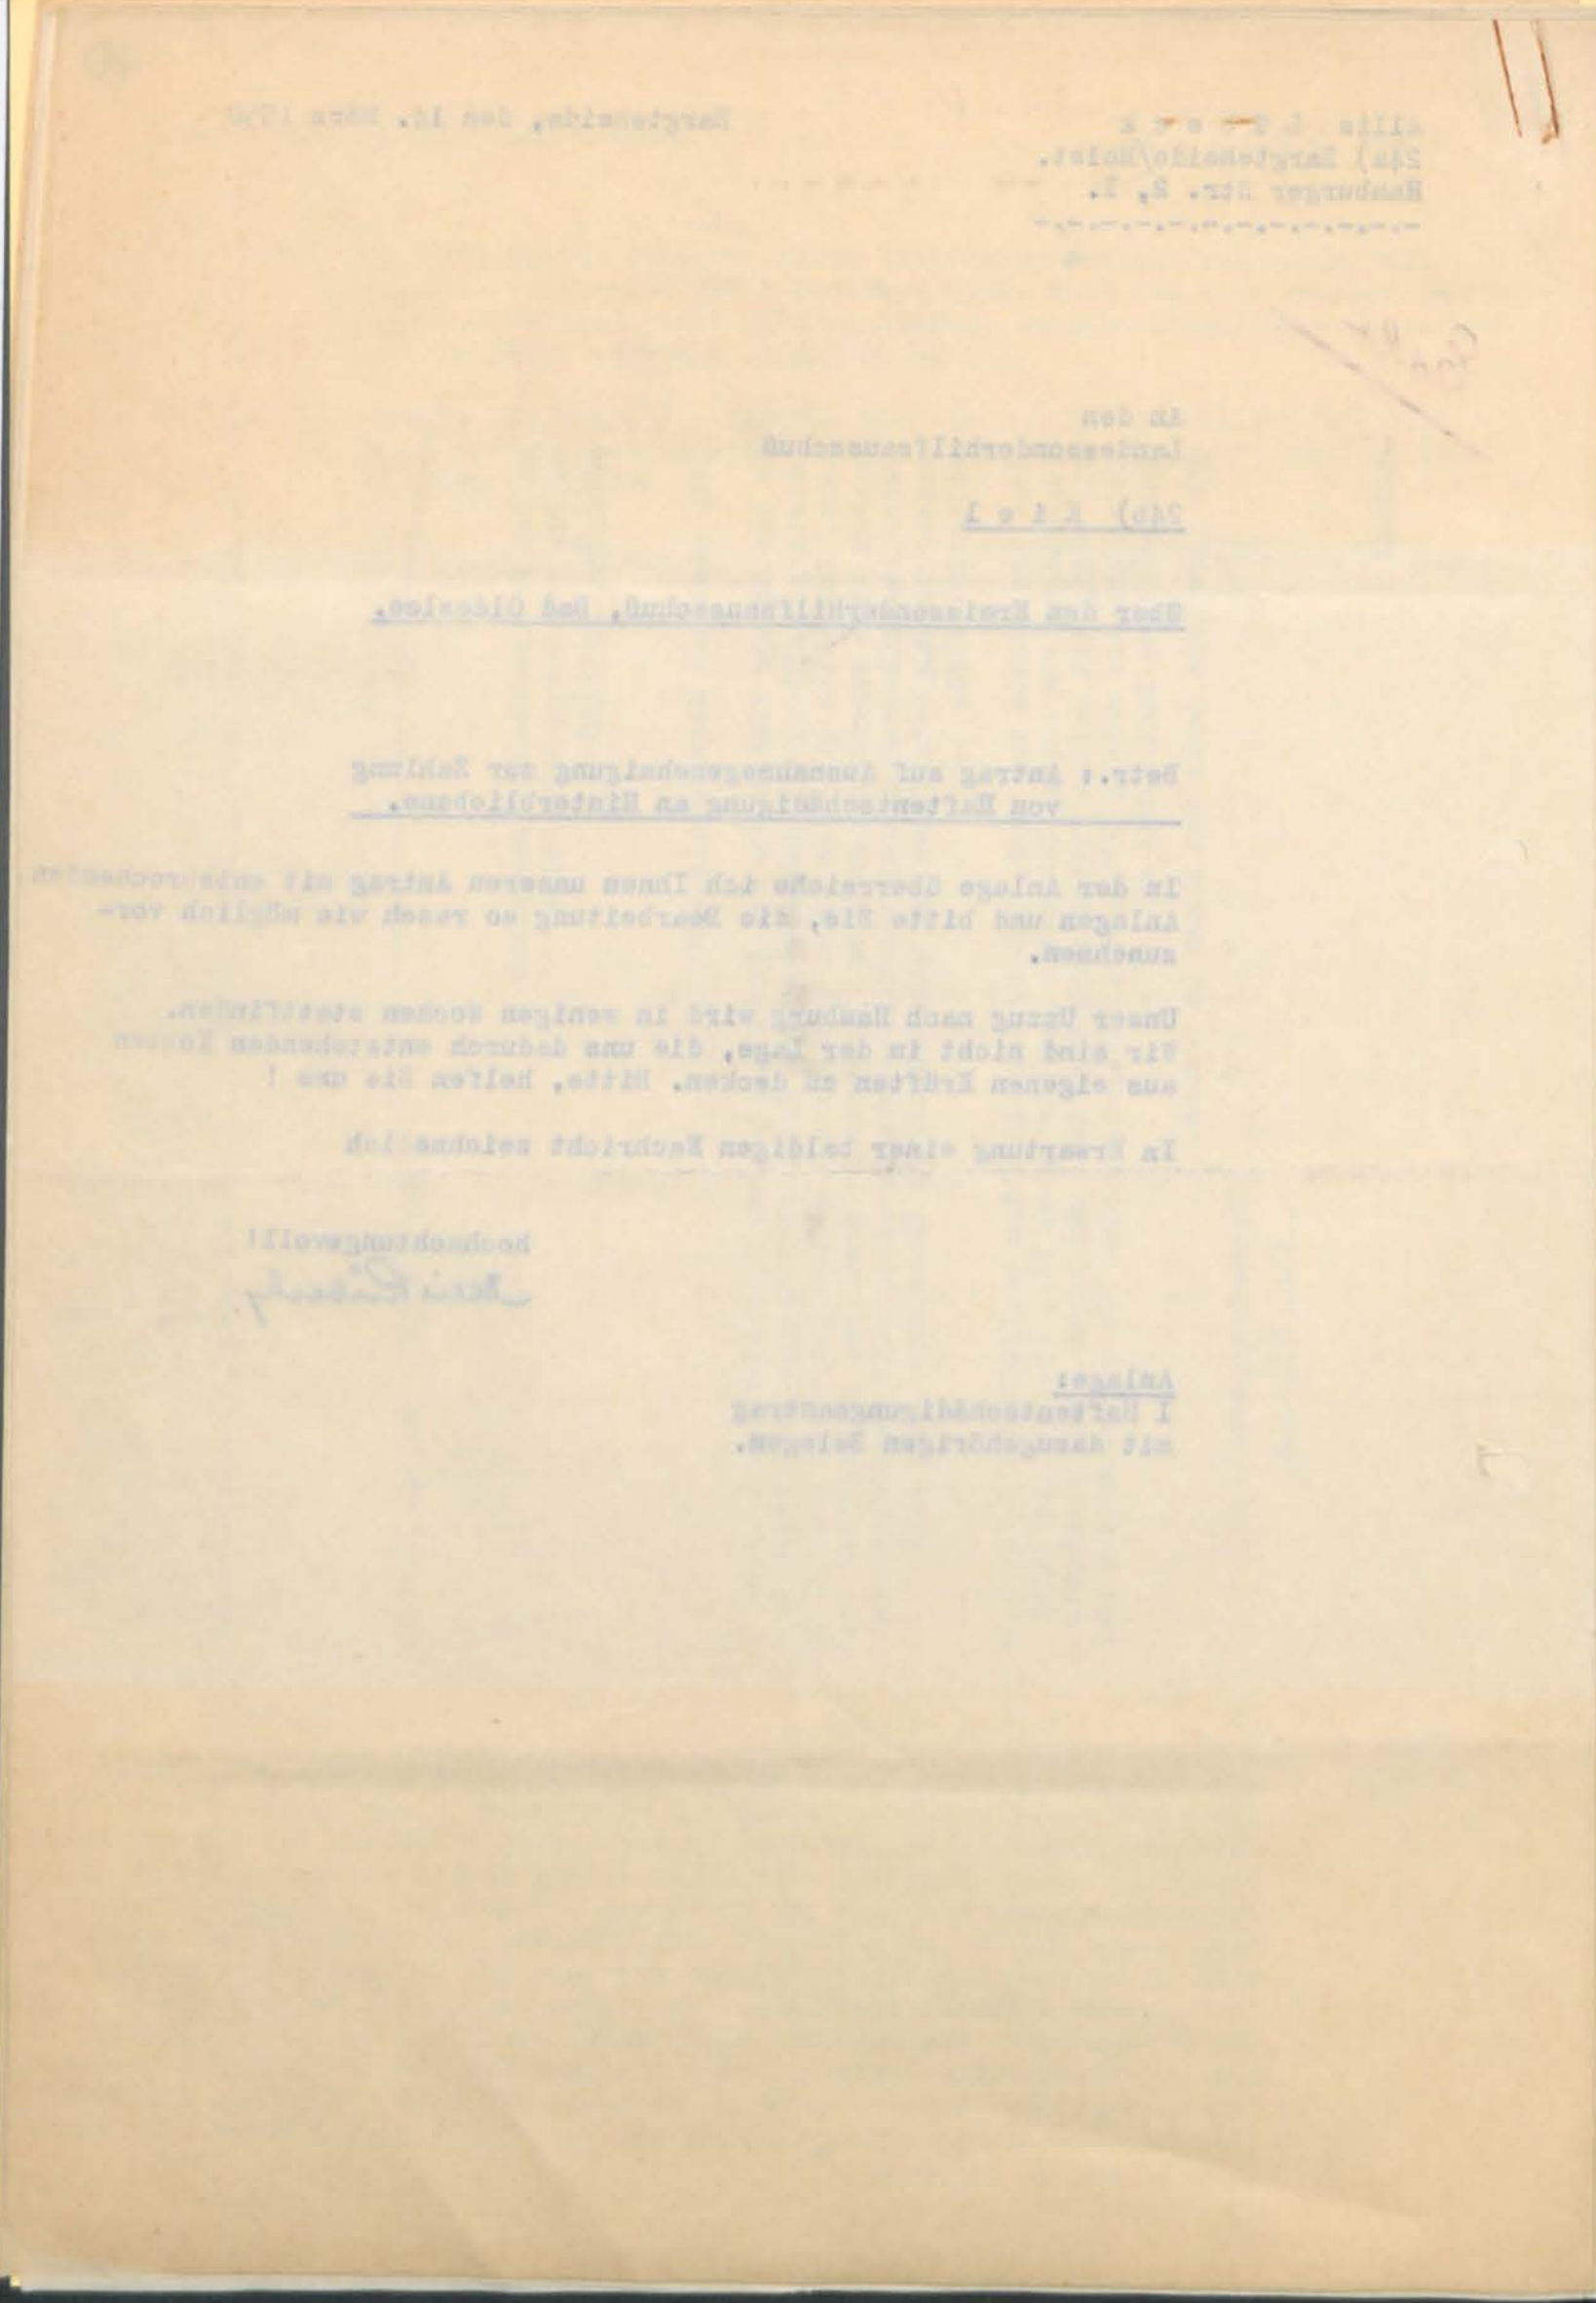 24a) Bargteheide/Holst.
Hamburger Str. 2, I.
Bargteheide, den 14. März
An den
Landessonderhilfsausschuß
24b) K i e l
über den Kreissonderhilfsausschuß, Bad Oldesloe.
Betr.: Antrag auf Ausnahmegenehmigung zur Zahlung
von Haftentschädigung an Hinterbliebene.
In der Anlage überreiche ich Ihnen unseren Antrag mit entsprechenden
Anlagen und bitte Sie, die Bearbeitung so rasch wie möglich vor-
zunehmen.
Unser Umzug nach Hamburg wird in wenigen Wochen stattfinden.
Wir sind nicht in der Lage, die uns dadurch entstehenden Kosten
aus eigenen Kräften zu decken. Bitte, helfen Sie uns !
In Erwartung einer baldigen Nachricht zeichne ich
hochachtungsvoll!
Anlage:
1 Haftentschädigungsantrag
mit dazugehörigen Belegen.